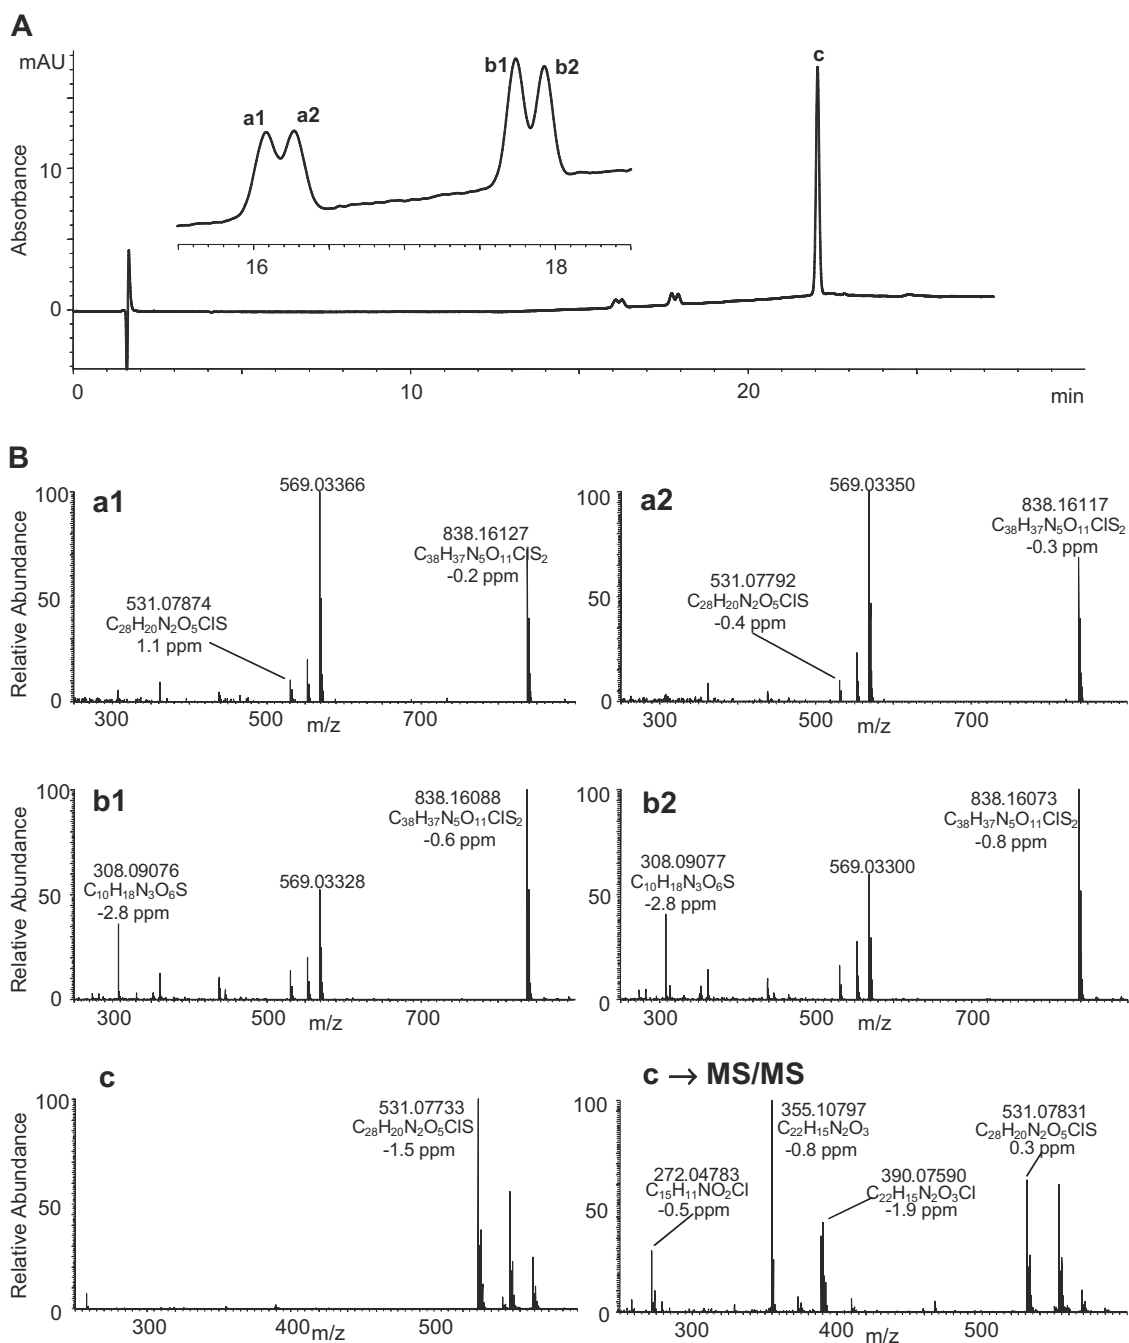 A
mAU
Absorbance
10
0
a1
a2
b1
b2
c
16
18
0
10
20
min
B
a1
Relative Abundance
100
50
0
569.03366
838.16127
C38H37N5O11ClS2
-0.2 ppm
531.07874
C28H20N2O5ClS
1.1 ppm
300
500
700
m/z
a2
100
50
0
569.03350
838.16117
C38H37N5O11ClS2
-0.3 ppm
531.07792
C28H20N2O5ClS
-0.4 ppm
300
500
700
m/z
b1
Relative Abundance
100
50
0
838.16088
C38H37N5O11ClS2
-0.6 ppm
308.09076
C10H18N3O6S
-2.8 ppm
569.03328
300
500
700
m/z
b2
100
50
0
838.16073
C38H37N5O11ClS2
-0.8 ppm
308.09077
C10H18N3O6S
-2.8 ppm
569.03300
300
500
700
m/z
c
Relative Abundance
100
50
0
531.07733
C28H20N2O5ClS
-1.5 ppm
300
400
500
m/z
c → MS/MS
100
50
0
355.10797
C22H15N2O3
-0.8 ppm
531.07831
C28H20N2O5ClS
0.3 ppm
272.04783
C15H11NO2Cl
-0.5 ppm
390.07590
C22H15N2O3Cl
-1.9 ppm
300
400
500
m/z